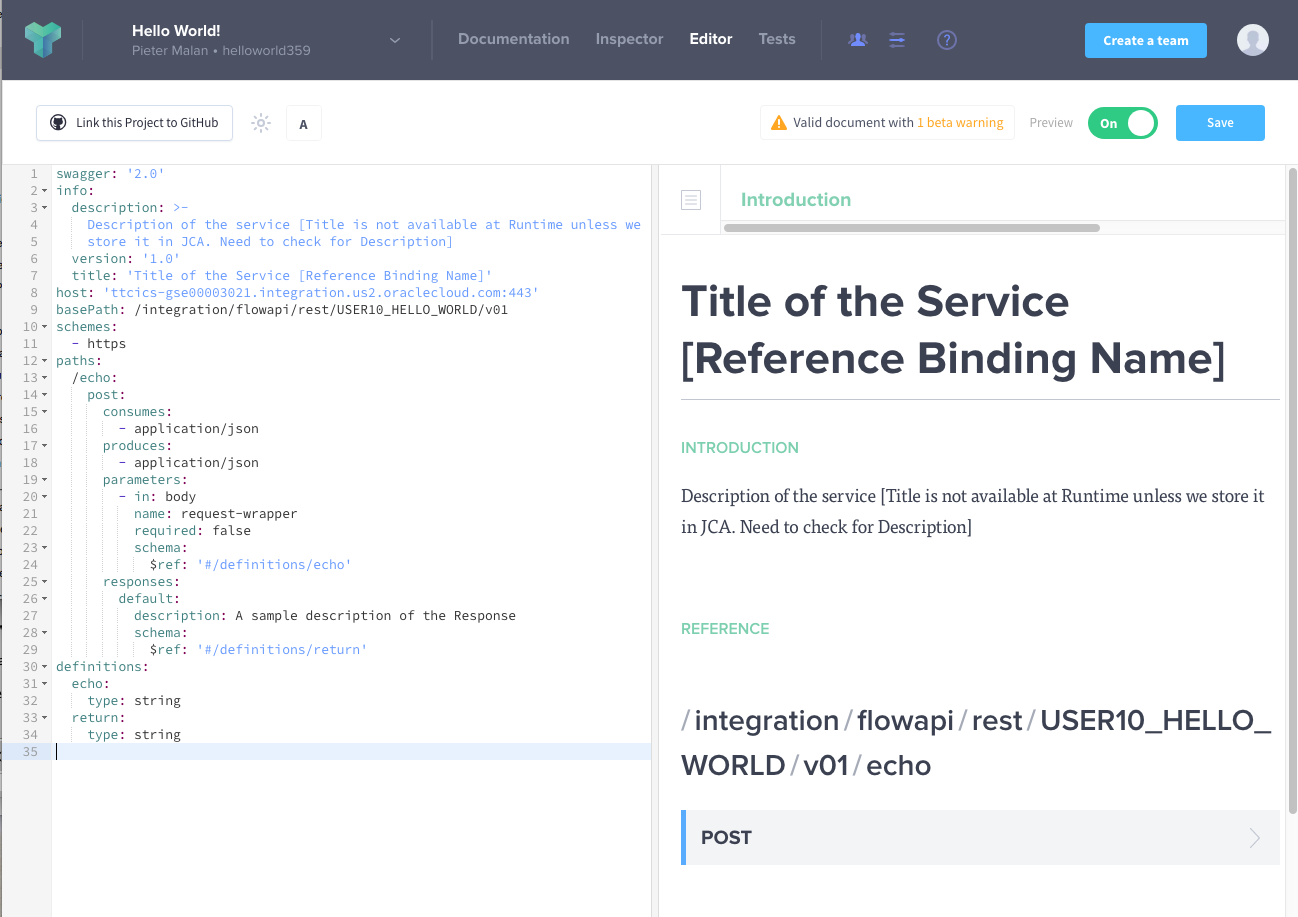 Hello World!
Pieter Malan • helloworld359
Documentation Inspector Editor Tests
?
Create a team
Link this Project to GitHub
A
Valid document with 1 beta warning
Preview
On
Save
1 swagger: '2.0'
2 info:
3 description: >-
4 Description of the service [Title is not available at Runtime unless we
5 store it in JCA. Need to check for Description]
6 version: '1.0'
7 title: 'Title of the Service [Reference Binding Name]'
8 host: 'ttcics-gse00003021.integration.us2.oraclecloud.com:443'
9 basePath: /integration/flowapi/rest/USER10_HELLO_WORLD/v01
10 schemes:
11 - https
12 paths:
13 /echo:
14 post:
15 consumes:
16 - application/json
17 produces:
18 - application/json
19 parameters:
20 - in: body
21 name: request-wrapper
22 required: false
23 schema:
24 $ref: '#/definitions/echo'
25 responses:
26 default:
27 description: A sample description of the Response
28 schema:
29 $ref: '#/definitions/return'
30 definitions:
31 echo:
32 type: string
33 return:
34 type: string
35
Introduction
Title of the Service
[Reference Binding Name]
INTRODUCTION
Description of the service [Title is not available at Runtime unless we store it
in JCA. Need to check for Description]
REFERENCE
/integration/flowapi/rest/USER10_HELLO_
WORLD/v01/echo
POST